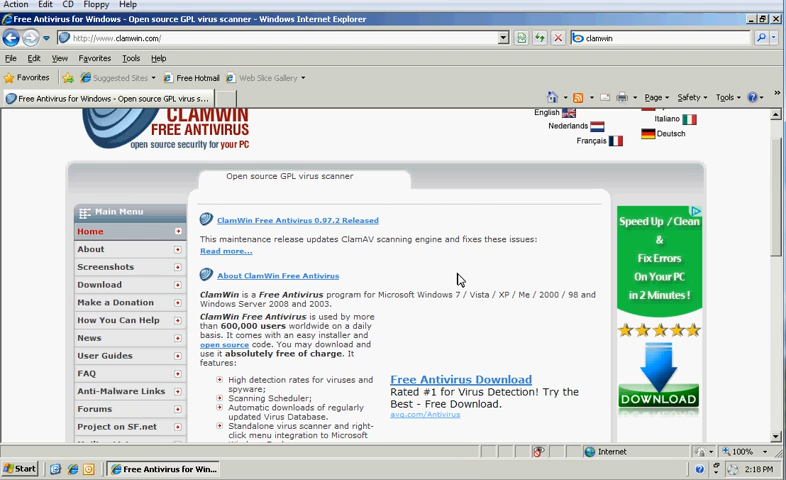 Action Edit CD Floppy Help
Free Antivirus for Windows - Open source GPL virus scanner - Windows Internet Explorer
http://www.clamwin.com/
clamwin
File Edit View Favorites Tools Help
Favorites Suggested Sites Free Hotmail Web Slice Gallery
Free Antivirus for Windows - Open source GPL virus s...
Page Safety Tools
CLAMWIN
FREE ANTIVIRUS
open source security for your PC
English
Italiano
Nederlands
Deutsch
Français
Open source GPL virus scanner
Main Menu
Home
About
Screenshots
Download
Make a Donation
How You Can Help
News
User Guides
FAQ
Anti-Malware Links
Forums
Project on SF.net
ClamWin Free Antivirus 0.97.2 Released
This maintenance release updates ClamAV scanning engine and fixes these issues:
Read more...
About ClamWin Free Antivirus
ClamWin is a Free Antivirus program for Microsoft Windows 7 / Vista / XP / Me / 2000 / 98 and
Windows Server 2008 and 2003.
ClamWin Free Antivirus is used by more
than 600,000 users worldwide on a daily
basis. It comes with an easy installer and
open source code. You may download and
use it absolutely free of charge. It
features:
High detection rates for viruses and
spyware;
Scanning Scheduler;
Automatic downloads of regularly
updated Virus Database.
Standalone virus scanner and right-
click menu integration to Microsoft
Free Antivirus Download
Rated #1 for Virus Detection! Try the
Best - Free Download.
avg.com/Antivirus
Speed Up / Clean
&
Fix Errors
On Your PC
in 2 Minutes !
DOWNLOAD
Internet
100%
Start
Free Antivirus for Win...
2:18 PM